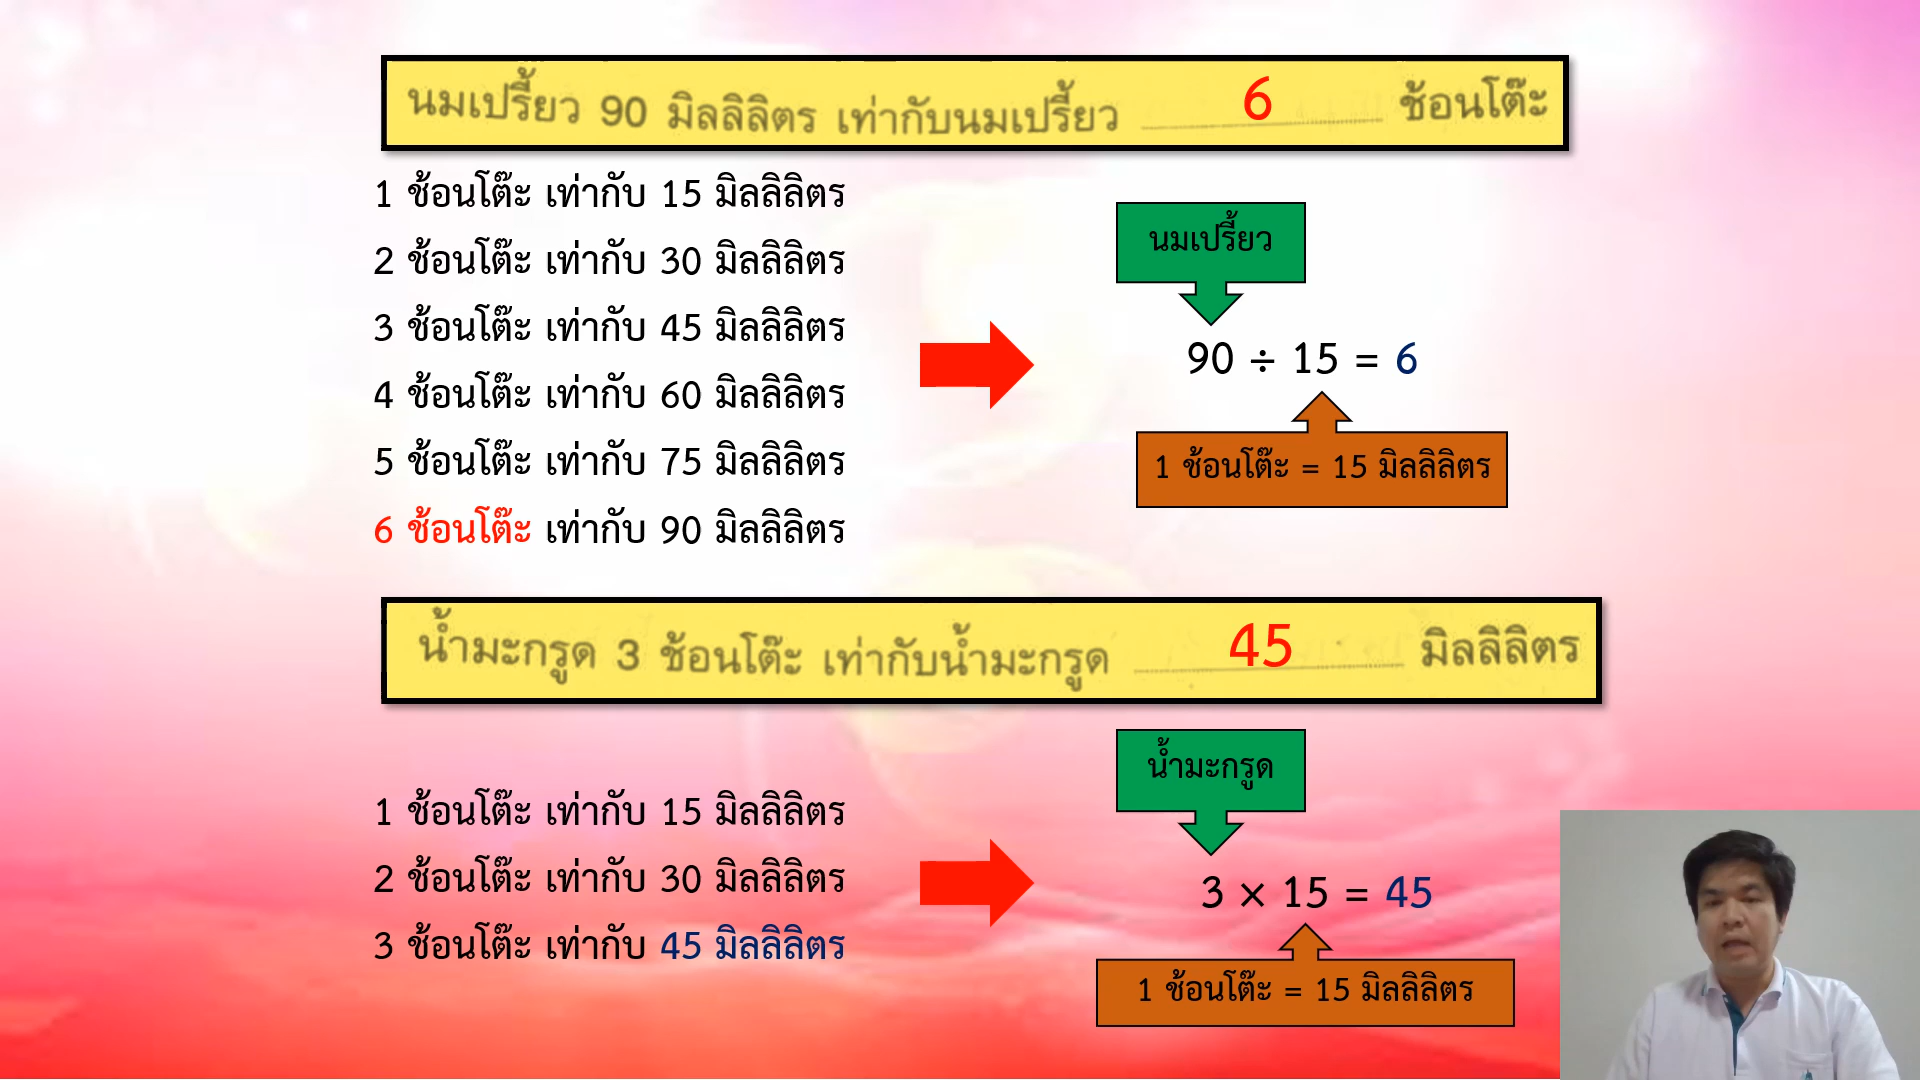 นมเปรี้ยว 90 มิลลิลิตร เท่ากับนมเปรี้ยว 6 ช้อนโต๊ะ
1 ช้อนโต๊ะ เท่ากับ 15 มิลลิลิตร
2 ช้อนโต๊ะ เท่ากับ 30 มิลลิลิตร
3 ช้อนโต๊ะ เท่ากับ 45 มิลลิลิตร
4 ช้อนโต๊ะ เท่ากับ 60 มิลลิลิตร
5 ช้อนโต๊ะ เท่ากับ 75 มิลลิลิตร
6 ช้อนโต๊ะ เท่ากับ 90 มิลลิลิตร
นมเปรี้ยว
90 ÷ 15 = 6
1 ช้อนโต๊ะ = 15 มิลลิลิตร
น้ำมะกรูด 3 ช้อนโต๊ะ เท่ากับน้ำมะกรูด 45 มิลลิลิตร
1 ช้อนโต๊ะ เท่ากับ 15 มิลลิลิตร
2 ช้อนโต๊ะ เท่ากับ 30 มิลลิลิตร
3 ช้อนโต๊ะ เท่ากับ 45 มิลลิลิตร
น้ำมะกรูด
3 × 15 = 45
1 ช้อนโต๊ะ = 15 มิลลิลิตร